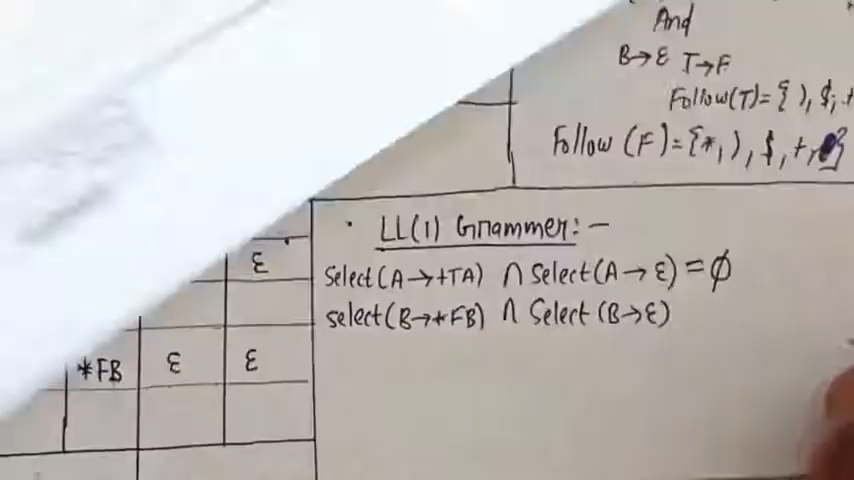 And
B→ε T→F
Follow(T)={ ), $, +
Follow (F)={*, ), $, +,
· LL(1) Grammer:-
Select(A→+TA) ∩ Select(A→ε) = ϕ
select(B→*FB) ∩ Select (B→ε)
ε
*FB ε ε